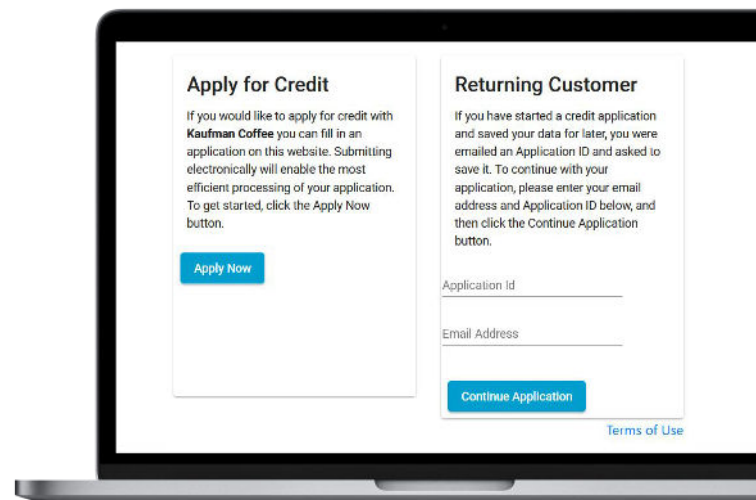 Apply for Credit
If you would like to apply for credit with
Kaufman Coffee you can fill in an
application on this website. Submitting
electronically will enable the most
efficient processing of your application.
To get started, click the Apply Now
button.
Apply Now
Returning Customer
If you have started a credit application
and saved your data for later, you were
emailed an Application ID and asked to
save it. To continue with your
application, please enter your email
address and Application ID below, and
then click the Continue Application
button.
Application Id
Email Address
Continue Application
Terms of Use